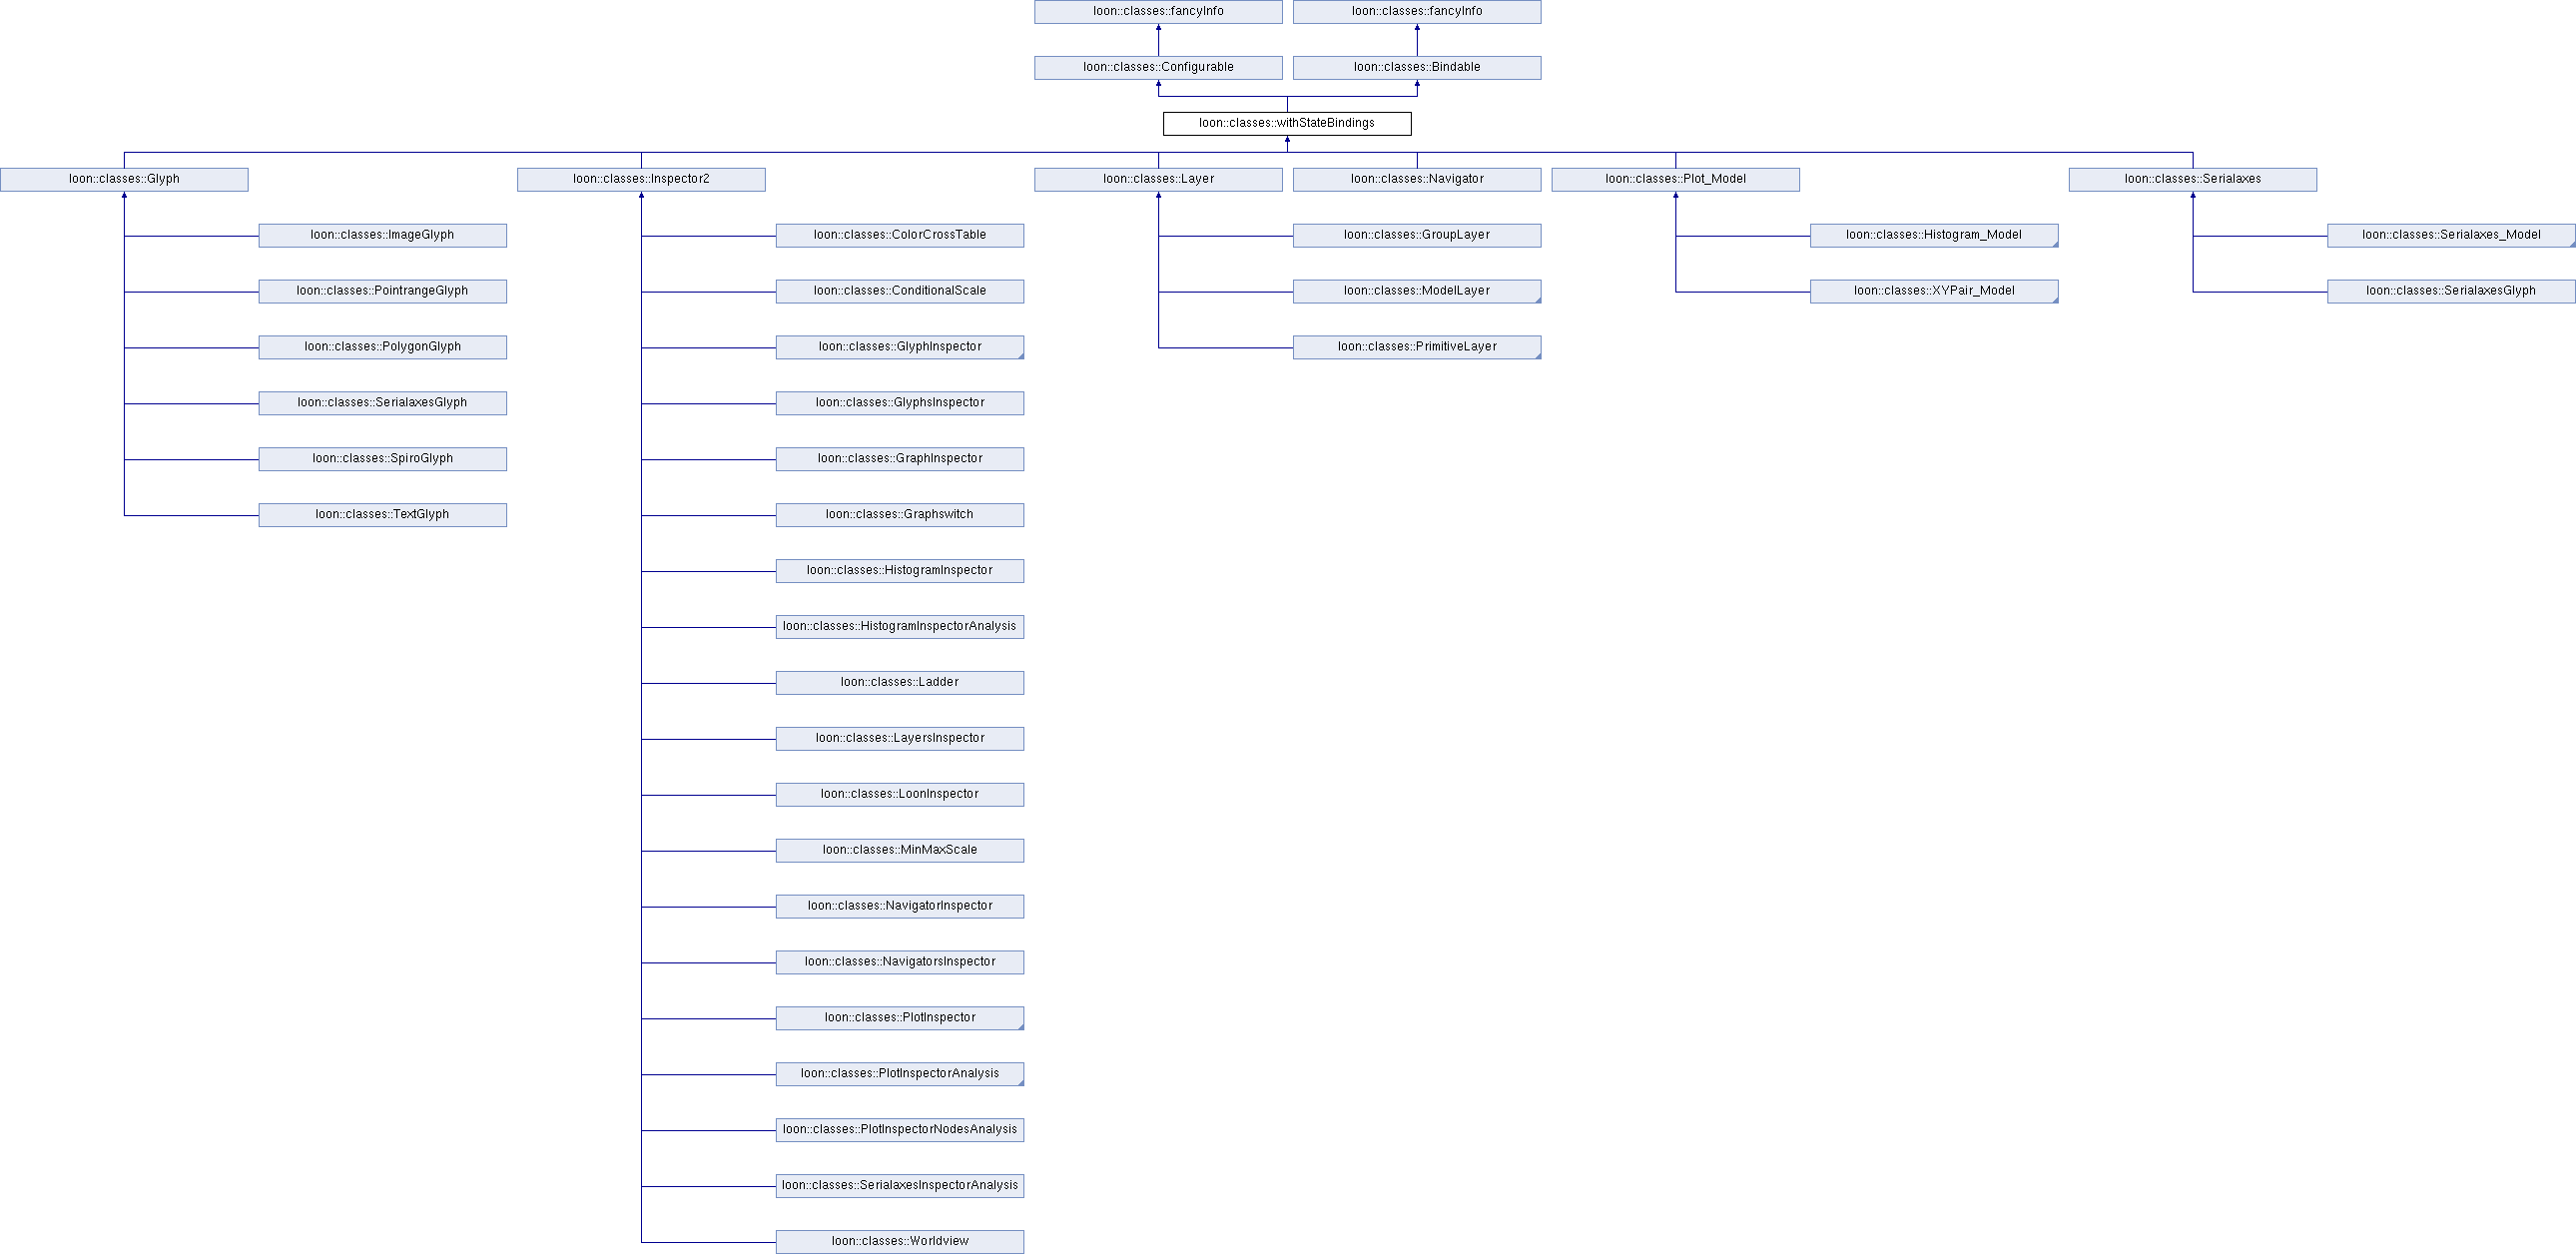 loon::classes::fancyInfo
loon::classes::fancyInfo
loon::classes::Configurable
loon::classes::Bindable
loon::classes::withStateBindings
loon::classes::Glyph
loon::classes::Inspector2
loon::classes::Layer
loon::classes::Navigator
loon::classes::Plot_Model
loon::classes::Serialaxes
loon::classes::ImageGlyph
loon::classes::ColorCrossTable
loon::classes::GroupLayer
loon::classes::Histogram_Model
loon::classes::Serialaxes_Model
loon::classes::PointrangeGlyph
loon::classes::ConditionalScale
loon::classes::ModelLayer
loon::classes::XYPair_Model
loon::classes::SerialaxesGlyph
loon::classes::PolygonGlyph
loon::classes::GlyphInspector
loon::classes::PrimitiveLayer
loon::classes::SerialaxesGlyph
loon::classes::GlyphsInspector
loon::classes::SpiroGlyph
loon::classes::GraphInspector
loon::classes::TextGlyph
loon::classes::Graphswitch
loon::classes::HistogramInspector
loon::classes::HistogramInspectorAnalysis
loon::classes::Ladder
loon::classes::LayersInspector
loon::classes::LoonInspector
loon::classes::MinMaxScale
loon::classes::NavigatorInspector
loon::classes::NavigatorsInspector
loon::classes::PlotInspector
loon::classes::PlotInspectorAnalysis
loon::classes::PlotInspectorNodesAnalysis
loon::classes::SerialaxesInspectorAnalysis
loon::classes::Worldview